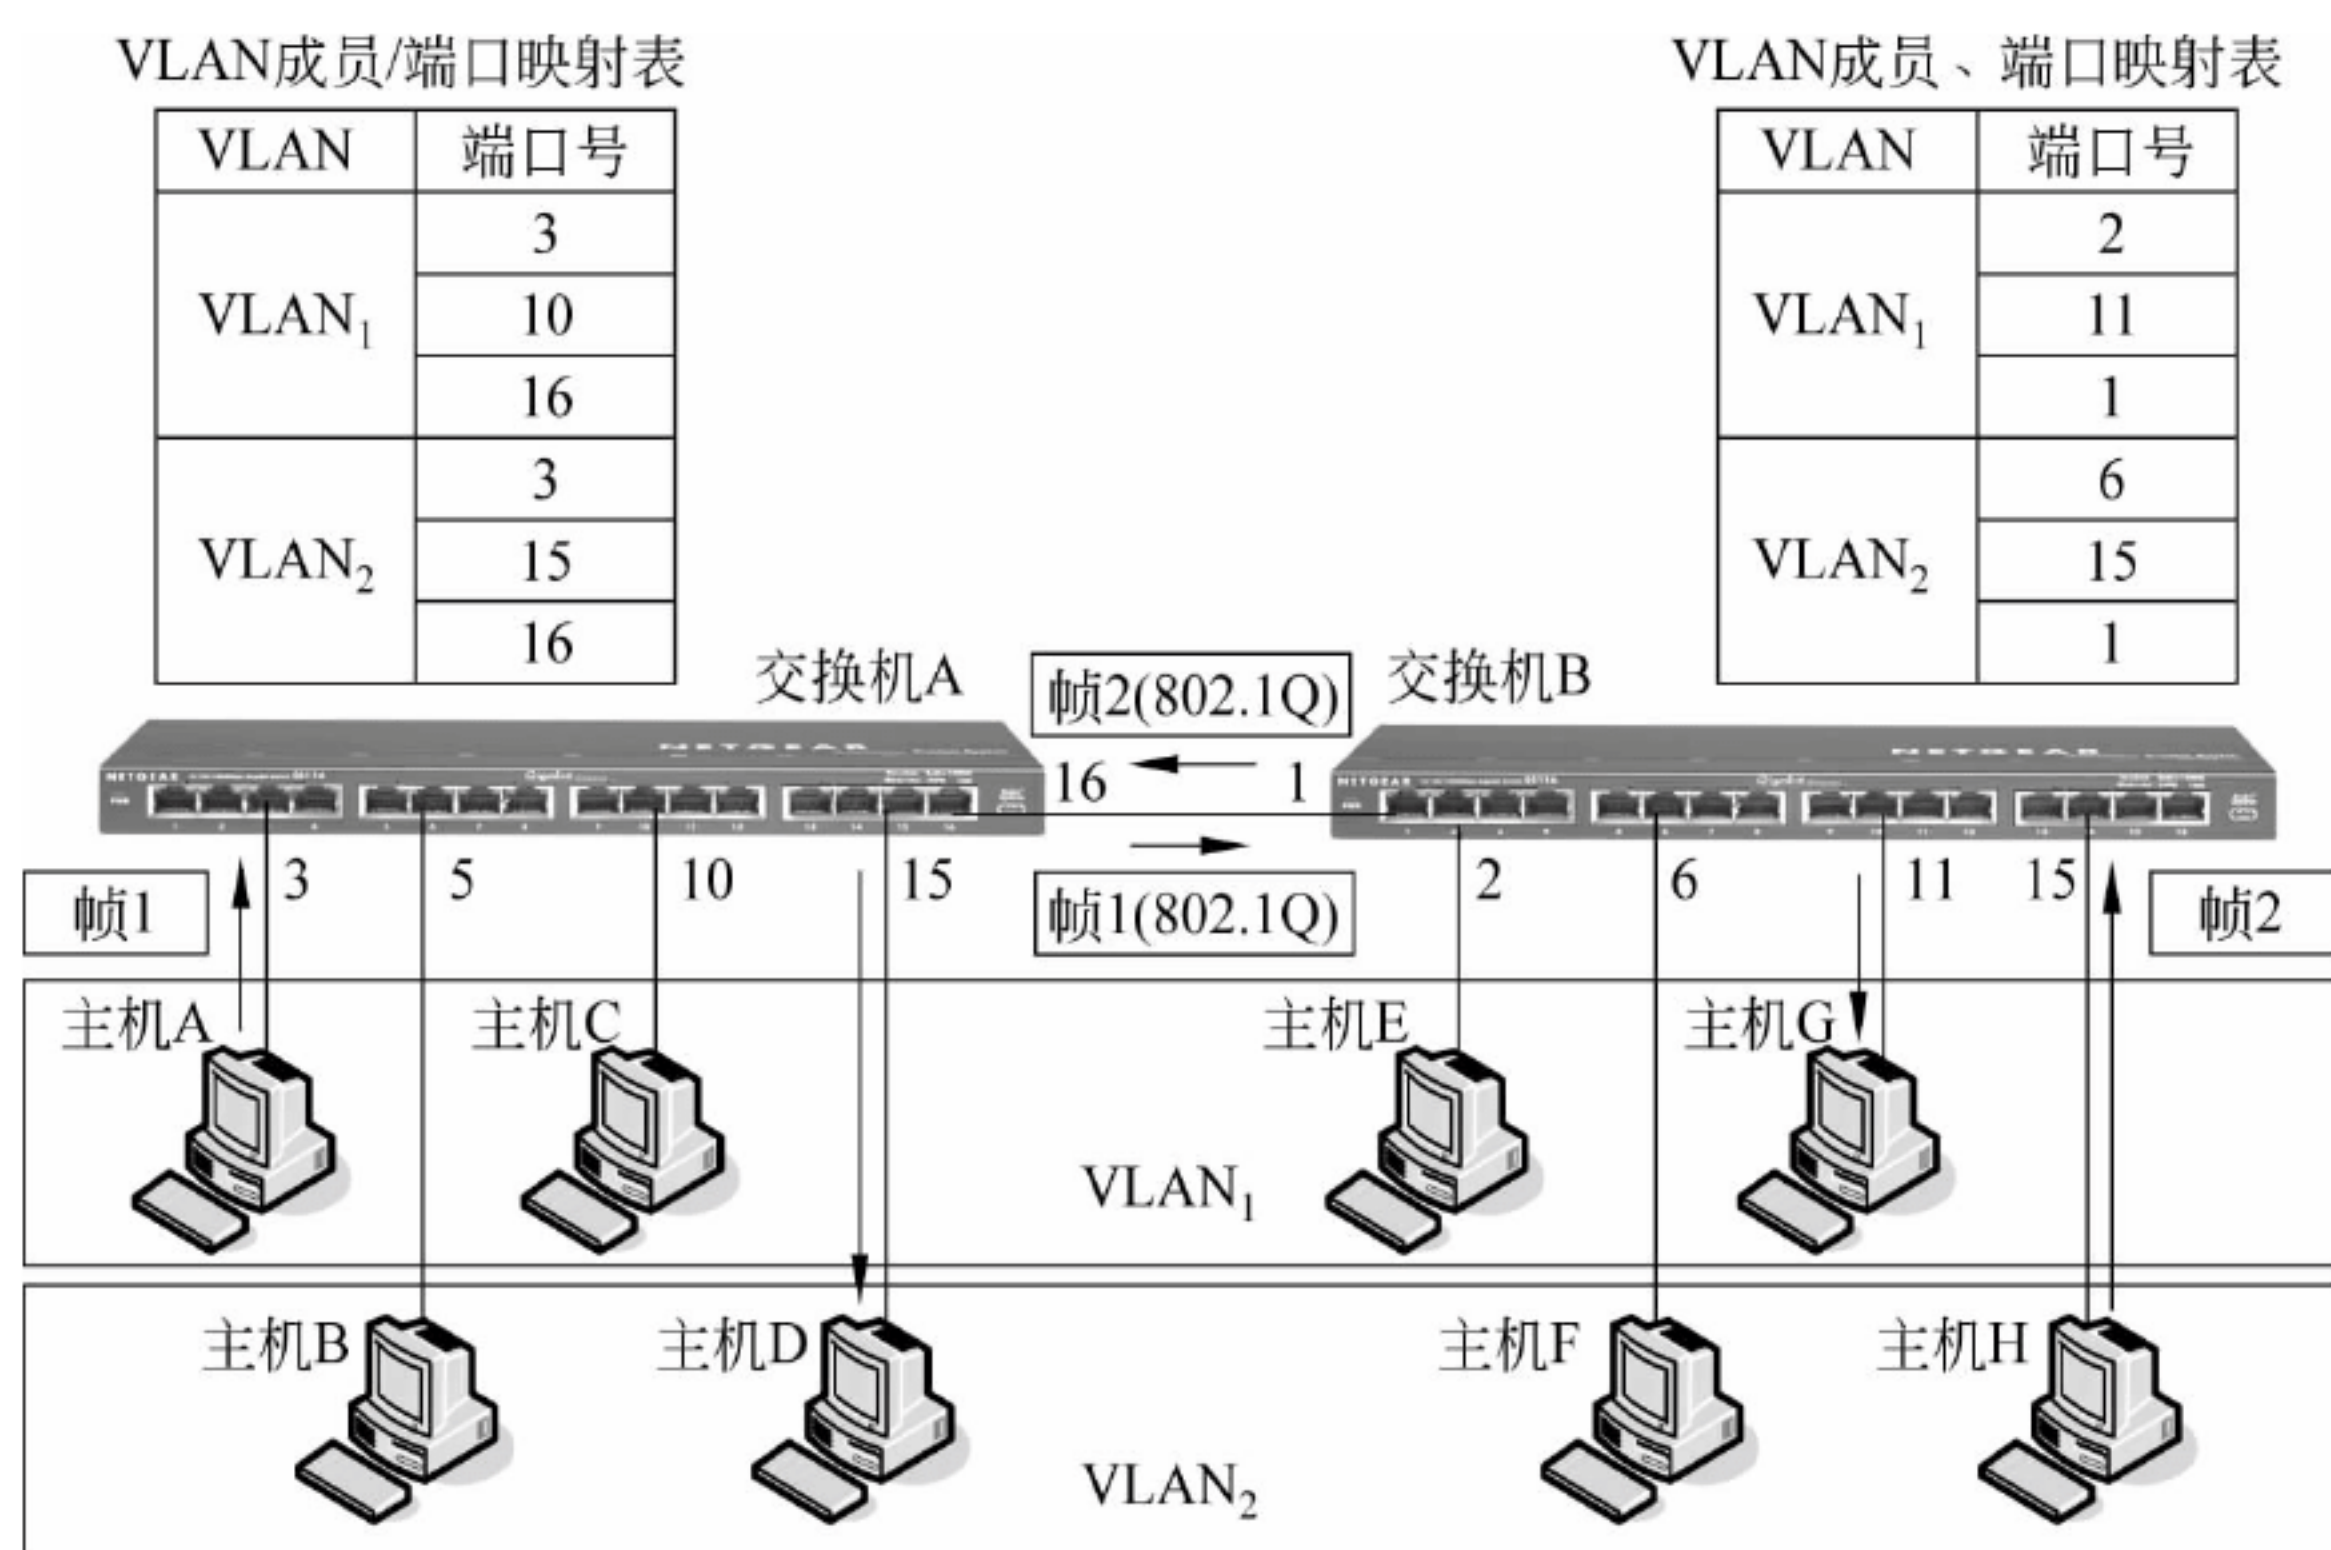 VLAN成员/端口映射表
VLAN 端口号
VLAN1
3
10
16
VLAN2
3
15
16
VLAN成员、端口映射表
VLAN 端口号
VLAN1
2
11
1
VLAN2
6
15
1
交换机A
帧2(802.1Q)
交换机B
NETGEAR
NETGEAR
16
1
NETGEAR
NETGEAR
帧1
3
5
10
15
帧1(802.1Q)
2
6
11
15
帧2
主机A
主机C
主机E
主机G
VLAN1
主机B
主机D
主机F
主机H
VLAN2